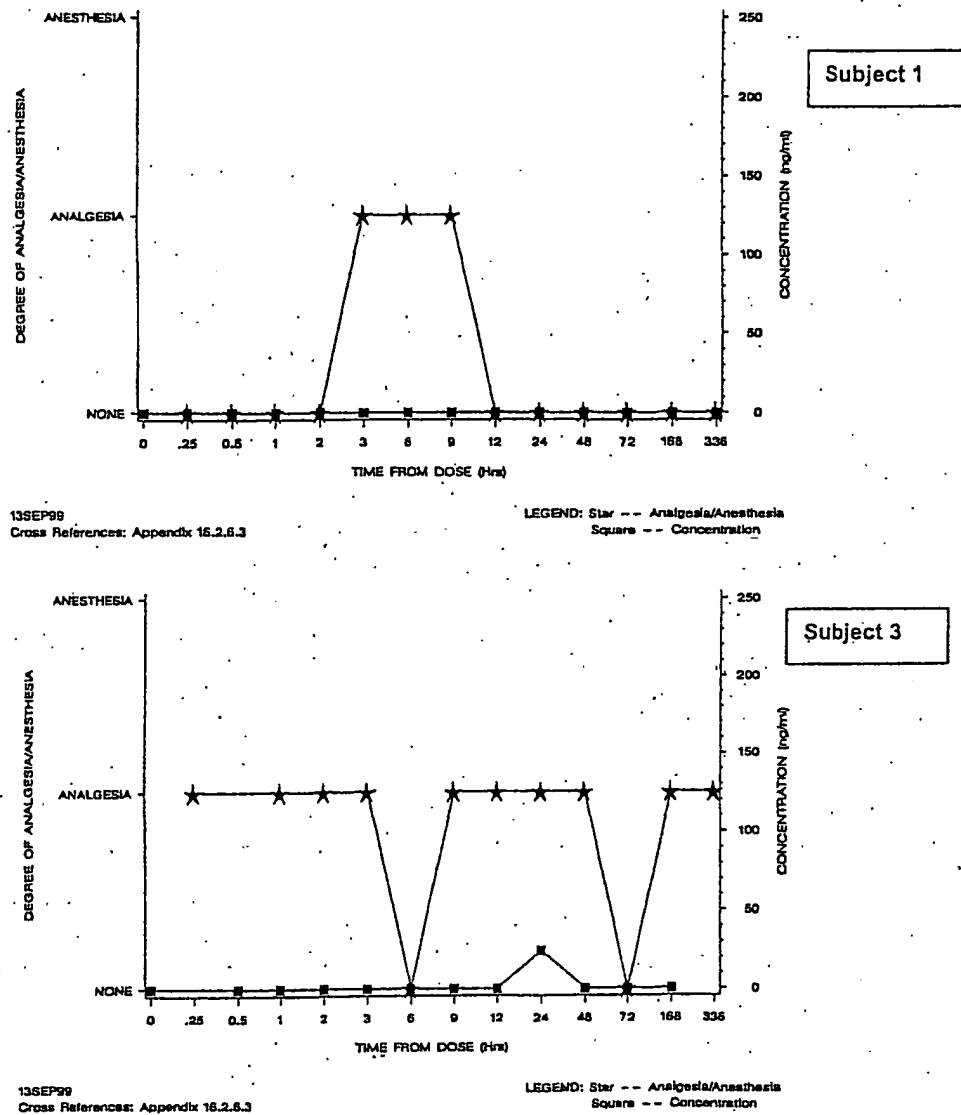 ANESTHESIA
ANALGESIA
NONE
DEGREE OF ANALGESIA/ANESTHESIA
250
200
150
100
50
0
CONCENTRATION (ng/ml)
Subject 1
0 .25 0.5 1 2 3 6 9 12 24 48 72 168 336
TIME FROM DOSE (Hrs)
13SEP99
Cross References: Appendix 16.2.6.3
LEGEND: Star -- Analgesia/Anesthesia
Square -- Concentration
ANESTHESIA
ANALGESIA
NONE
DEGREE OF ANALGESIA/ANESTHESIA
250
200
150
100
50
0
CONCENTRATION (ng/ml)
Subject 3
0 .25 0.5 1 2 3 6 9 12 24 48 72 168 336
TIME FROM DOSE (Hrs)
13SEP99
Cross References: Appendix 16.2.6.3
LEGEND: Star -- Analgesia/Anesthesia
Square -- Concentration